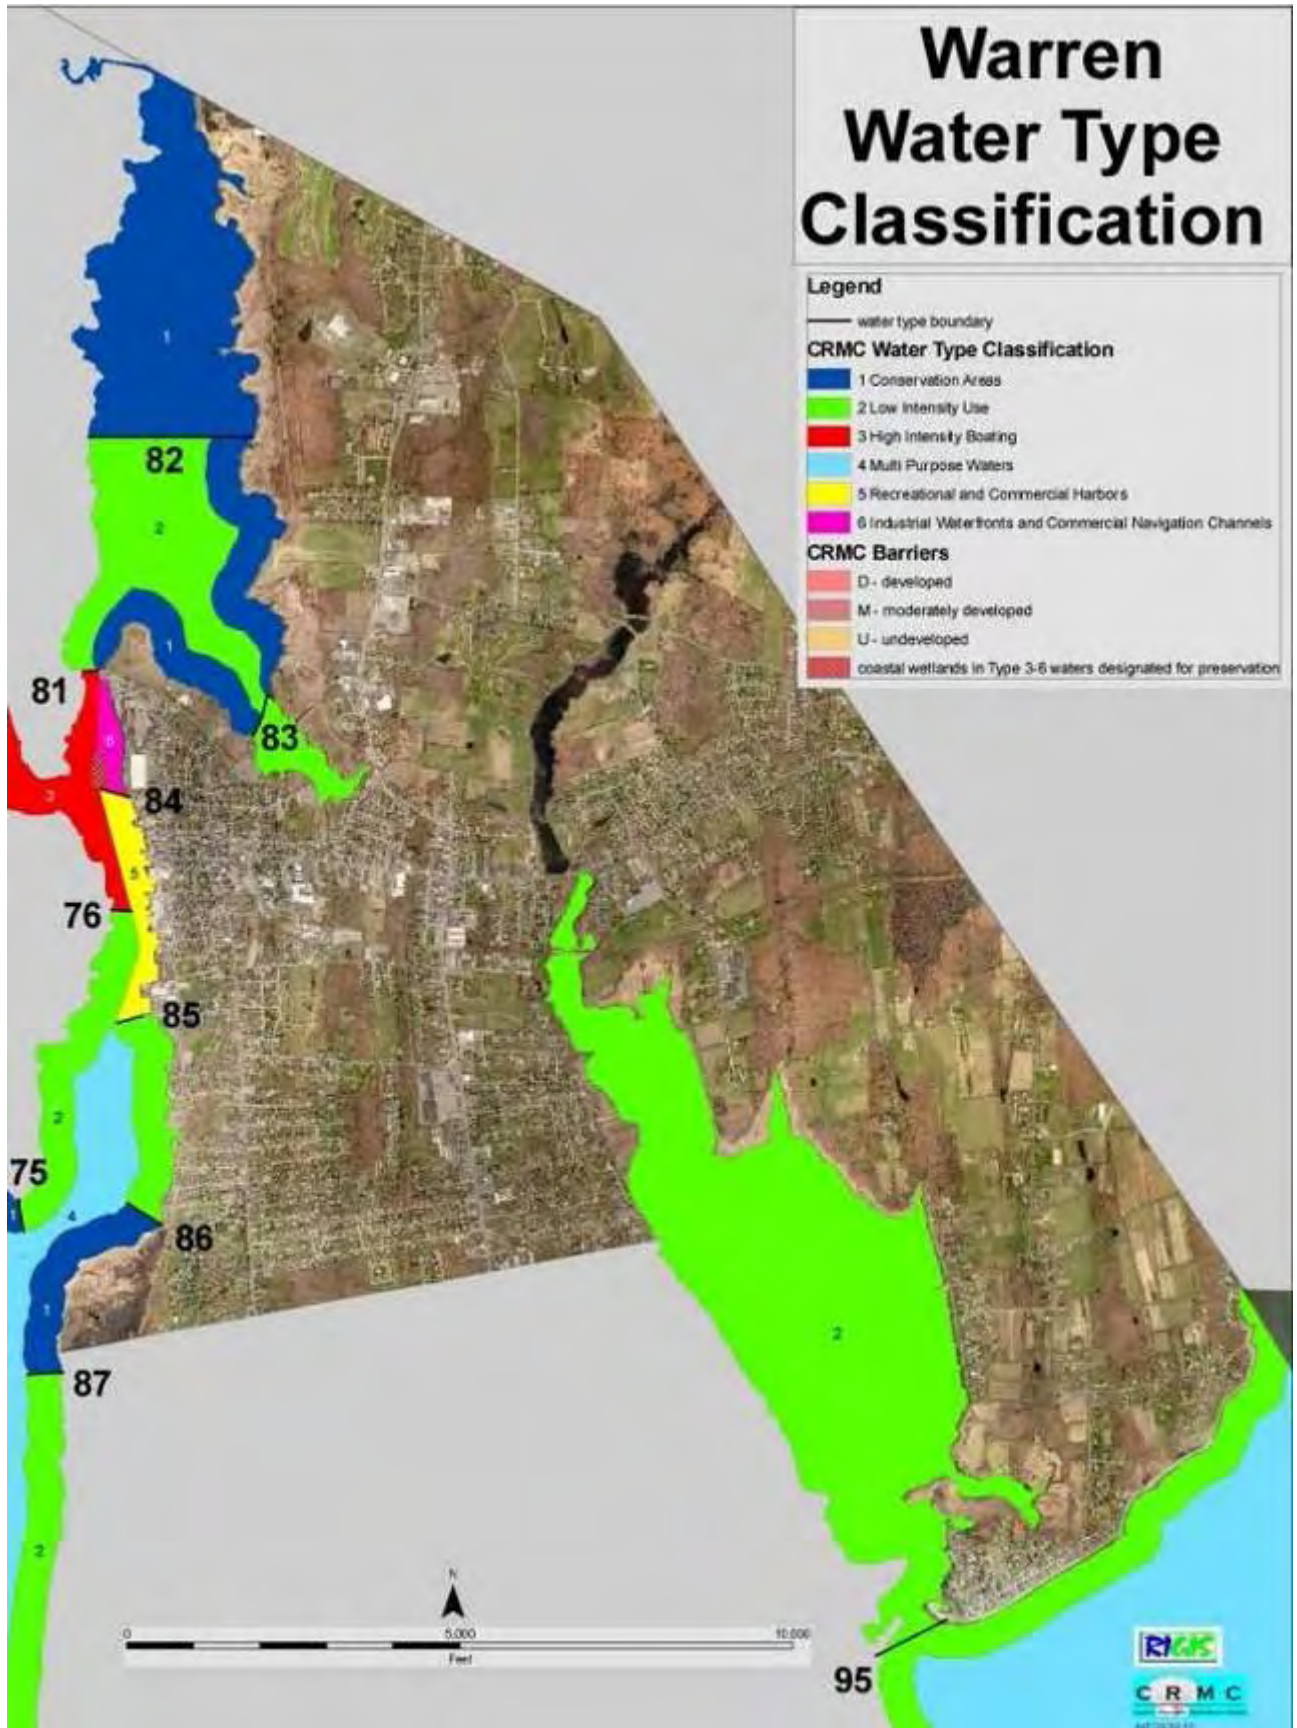 Warren
Water Type
Classification
Legend
water type boundary
CRMC Water Type Classification
1 Conservation Areas
2 Low Intensity Use
3 High Intensity Boating
4 Multi Purpose Waters
5 Recreational and Commercial Harbors
6 Industrial Waterfronts and Commercial Navigation Channels
CRMC Barriers
D - developed
M - moderately developed
U - undeveloped
coastal wetlands in Type 3-6 waters designated for preservation
1
82
2
1
81
83
6
3
84
5
76
85
2
75
1
4
86
2
1
87
2
N
0 5,000 10,000
Feet
95
RIGIS
C R M C